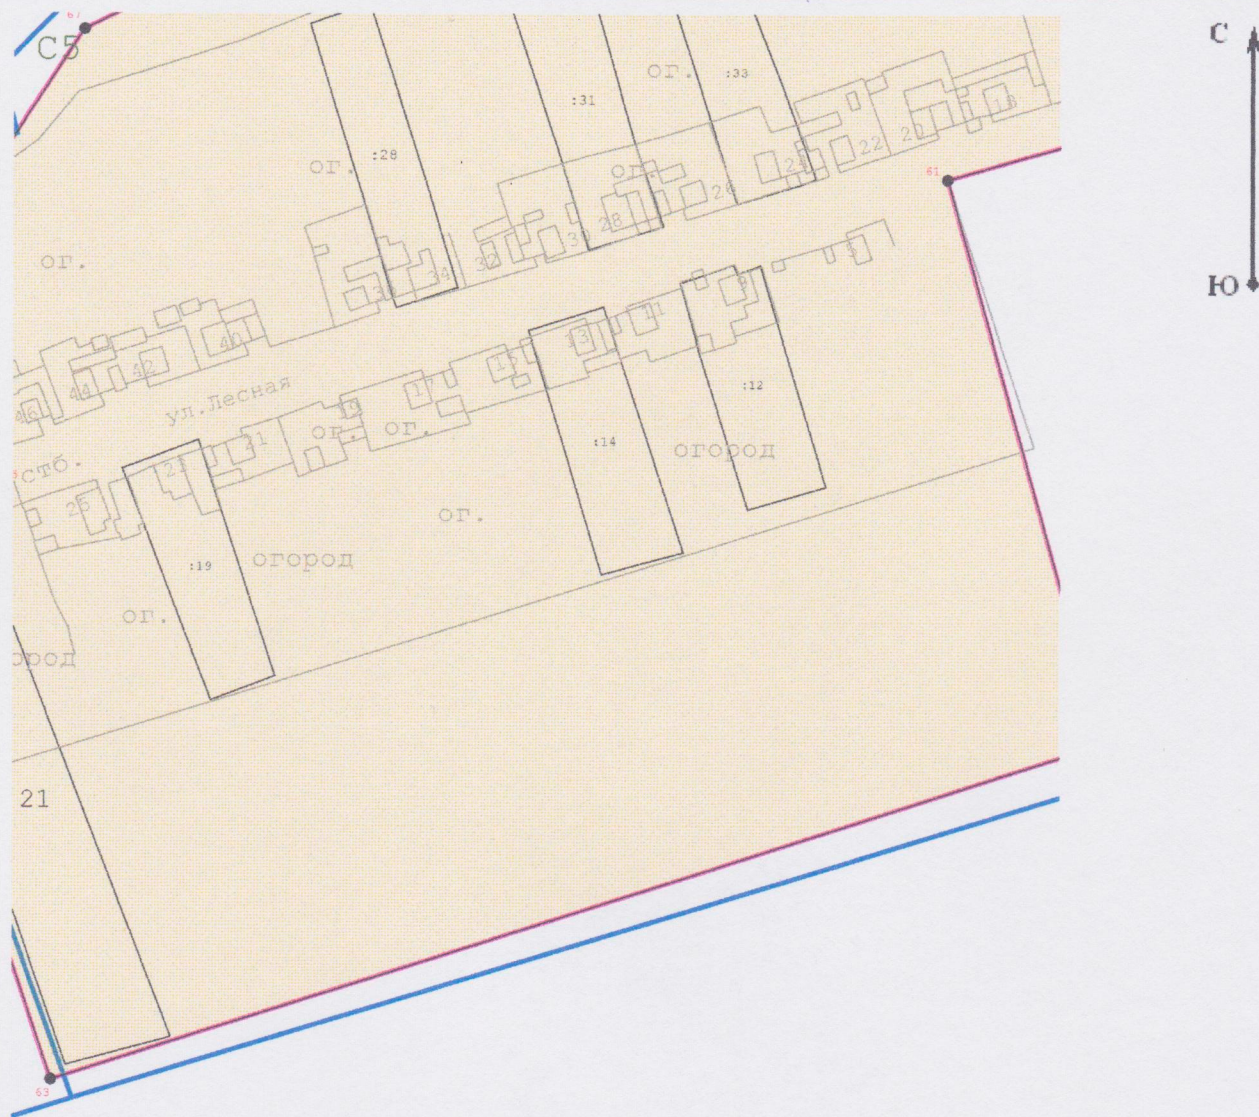 67
С5
С
:33
ог.
:31
18
20
22
24
:28
ог.
ог.
61
26
28
30
ог.
32
34
Ю
9
11
13
40
15
42
:12
17
44
ул.Лесная
19
46
ог.
ог.
21
:14
огород
стб.
25
ог.
огород
:19
ог.
ород
21
63